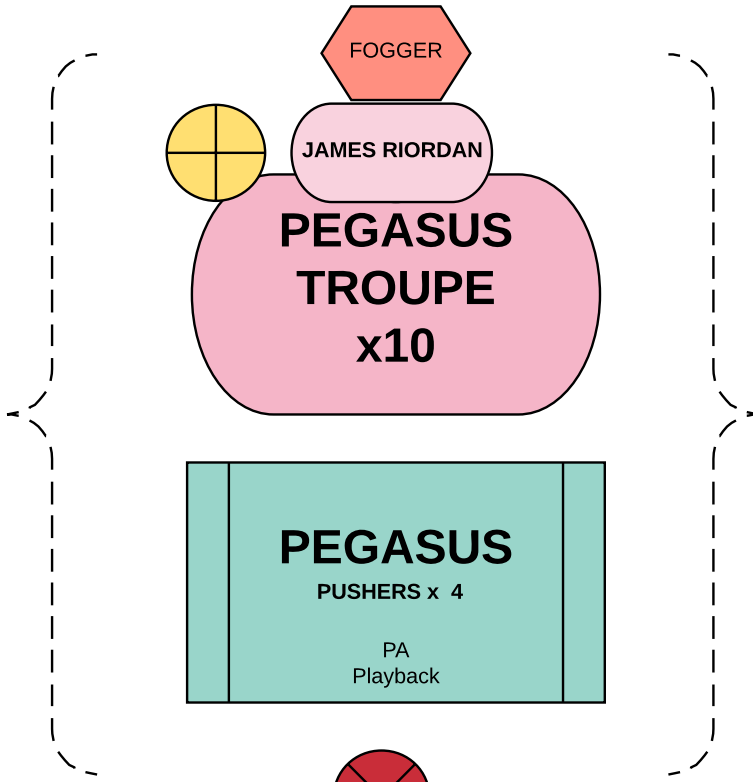 FOGGER
JAMES RIORDAN
PEGASUS
TROUPE
x10
PEGASUS
PUSHERS x  4
PA
Playback